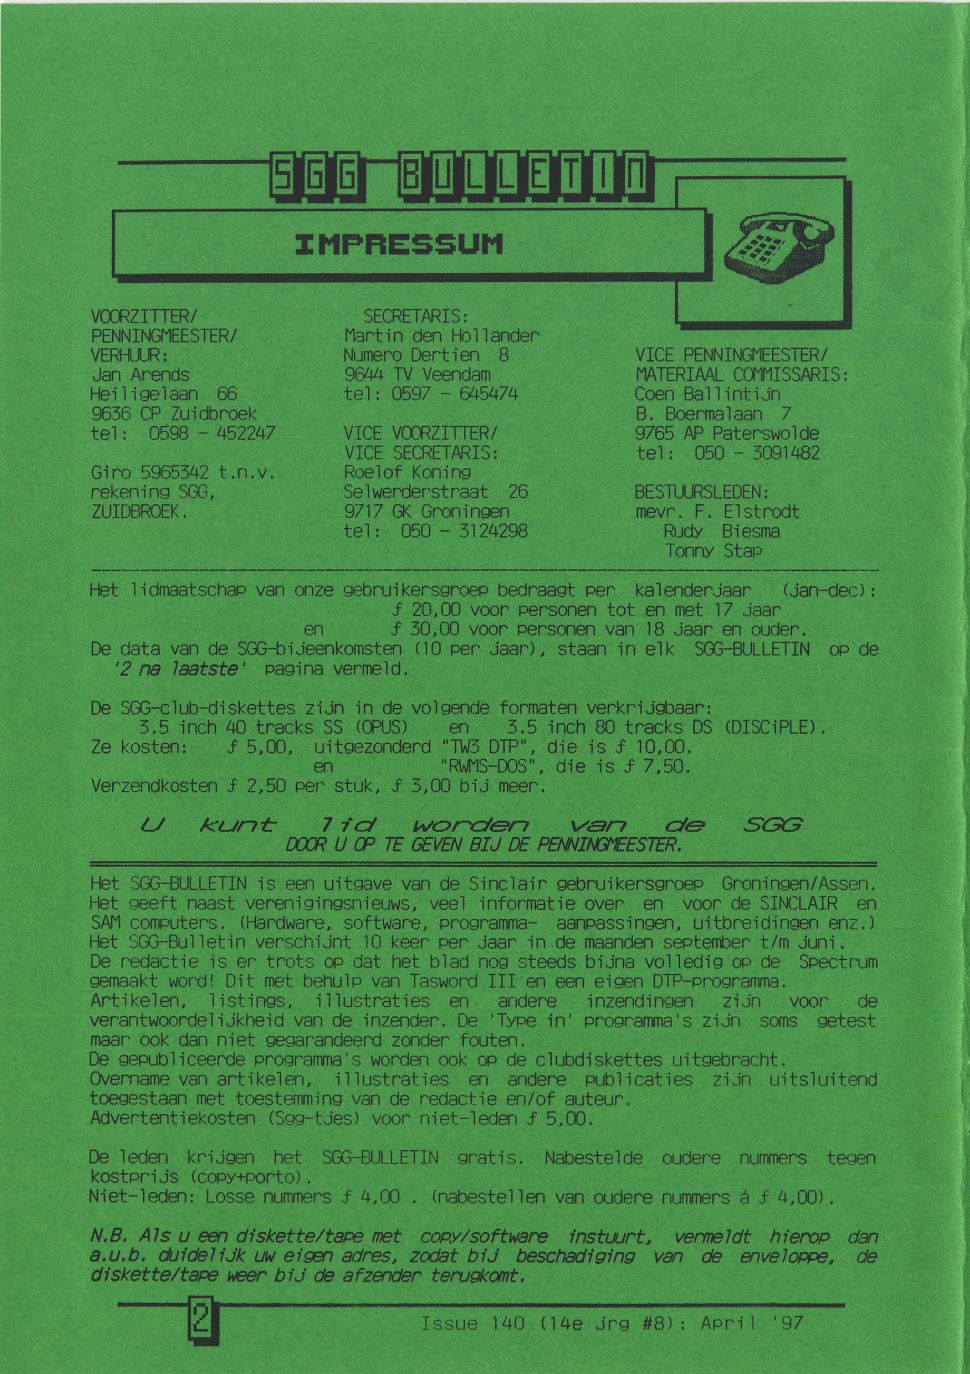 SGG BULLETIN
IMPRESSUM
VOORZITTER/
PENNINGMEESTER/
VERHUUR:
Jan Arends
Heiligelaan 66
9636 CP Zuidbroek
tel: 0598 - 452247
Giro 5965342 t.n.v.
rekening SGG,
ZUIDBROEK.
SECRETARIS:
Martin den Hollander
Numero Dertien 8
9644 TV Veendam
tel: 0597 - 645474
VICE VOORZITTER/
VICE SECRETARIS:
Roelof Koning
Selwerderstraat 26
9717 GK Groningen
tel: 050 - 3124298
VICE PENNINGMEESTER/
MATERIAAL COMMISSARIS:
Coen Ballintijn
B. Boermalaan 7
9765 AP Paterswolde
tel: 050 - 3091482
BESTUURSLEDEN:
mevr. F. Elstrodt
Rudy Biesma
Tonny Stap
Het lidmaatschap van onze gebruikersgroep bedraagt per kalenderjaar (jan-dec):
ƒ 20,00 voor personen tot en met 17 jaar
en ƒ 30,00 voor personen van 18 jaar en ouder.
De data van de SGG-bijeenkomsten (10 per jaar), staan in elk SGG-BULLETIN op de
'2 na laatste' pagina vermeld.
De SGG-club-diskettes zijn in de volgende formaten verkrijgbaar:
3.5 inch 40 tracks SS (OPUS) en 3.5 inch 80 tracks DS (DISCiPLE).
Ze kosten: ƒ 5,00, uitgezonderd "TW3 DTP", die is ƒ 10,00.
en "RWMS-DOS", die is ƒ 7,50.
Verzendkosten ƒ 2,50 per stuk, ƒ 3,00 bij meer.
U kunt lid worden van de SGG
DOOR U OP TE GEVEN BIJ DE PENNINGMEESTER.
Het SGG-BULLETIN is een uitgave van de Sinclair gebruikersgroep Groningen/Assen.
Het geeft naast verenigingsnieuws, veel informatie over en voor de SINCLAIR en
SAM computers. (Hardware, software, programma- aanpassingen, uitbreidingen enz.)
Het SGG-Bulletin verschijnt 10 keer per jaar in de maanden september t/m juni.
De redactie is er trots op dat het blad nog steeds bijna volledig op de Spectrum
gemaakt word! Dit met behulp van Tasword III en een eigen DTP-programma.
Artikelen, listings, illustraties en andere inzendingen zijn voor de
verantwoordelijkheid van de inzender. De 'Type in' programma's zijn soms getest
maar ook dan niet gegarandeerd zonder fouten.
De gepubliceerde programma's worden ook op de clubdiskettes uitgebracht.
Overname van artikelen, illustraties en andere publicaties zijn uitsluitend
toegestaan met toestemming van de redactie en/of auteur.
Advertentiekosten (Sgg-tjes) voor niet-leden ƒ 5,00.
De leden krijgen het SGG-BULLETIN gratis. Nabestelde oudere nummers tegen
kostprijs (copy+porto).
Niet-leden: Losse nummers ƒ 4,00 . (nabestellen van oudere nummers á ƒ 4,00).
N.B. Als u een diskette/tape met copy/software instuurt, vermeldt hierop dan
a.u.b. duidelijk uw eigen adres, zodat bij beschadiging van de enveloppe, de
diskette/tape weer bij de afzender terugkomt.
2
Issue 140 (14e jrg #8): April '97